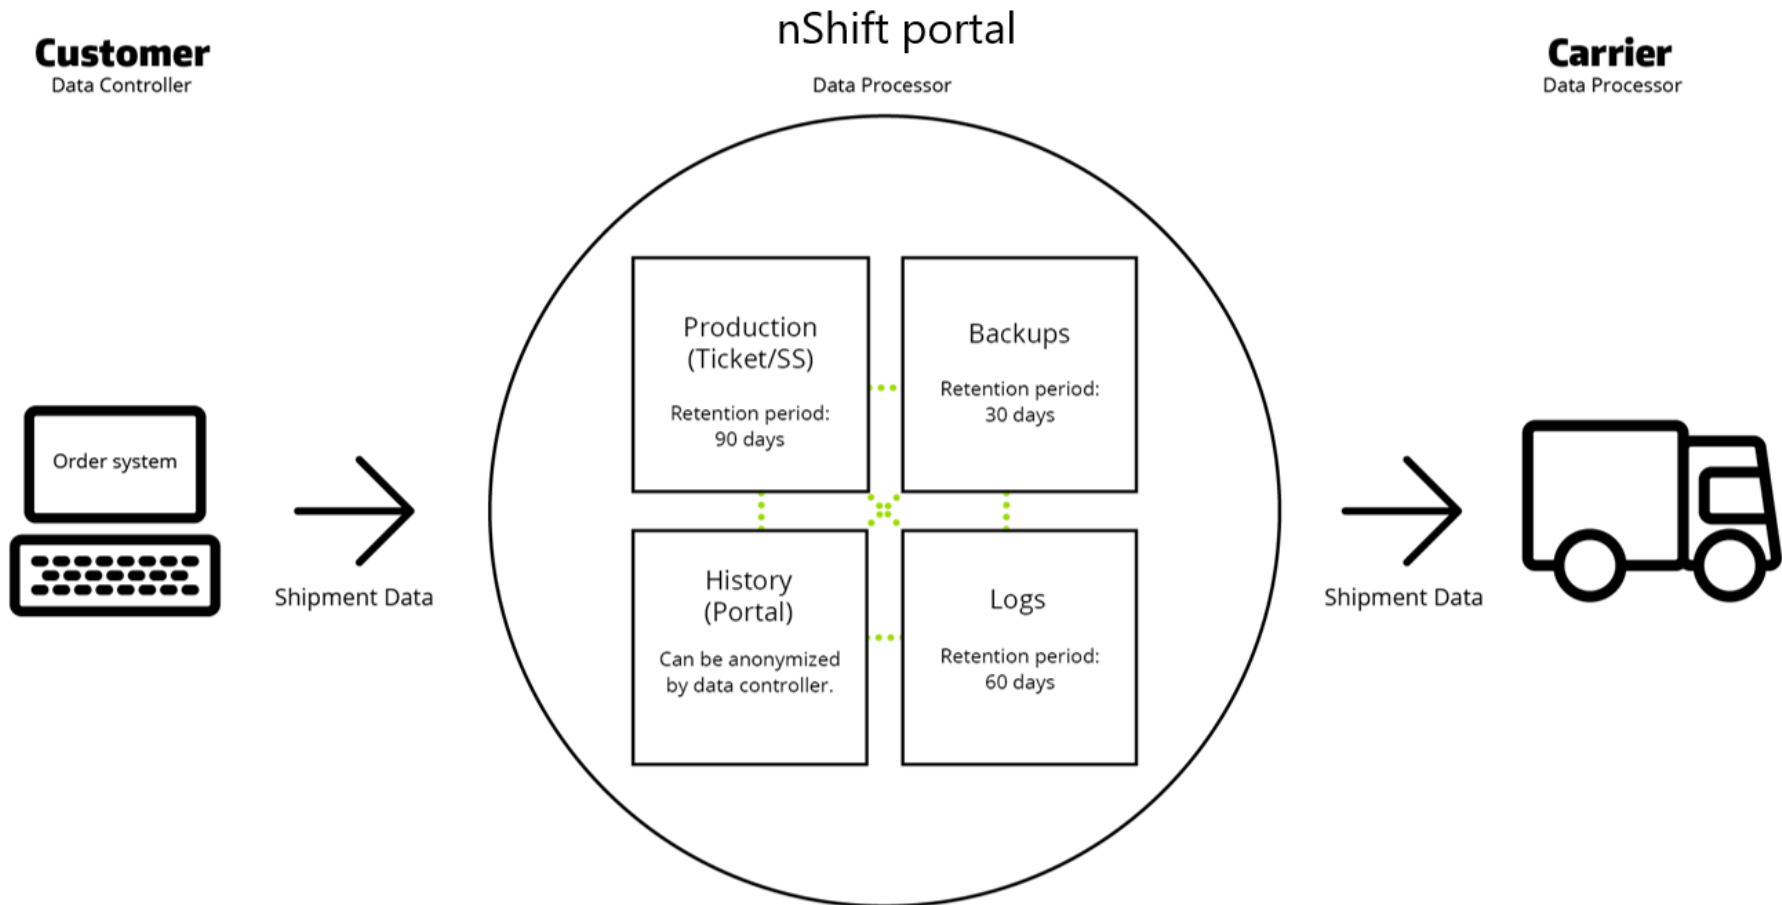 nShift portal
Customer
Data Controller
Data Processor
Carrier
Data Processor
Production
(Ticket/SS)
Retention period:
90 days
Backups
Retention period:
30 days
Order system
Shipment Data
History
(Portal)
Can be anonymized
by data controller.
Logs
Retention period:
60 days
Shipment Data